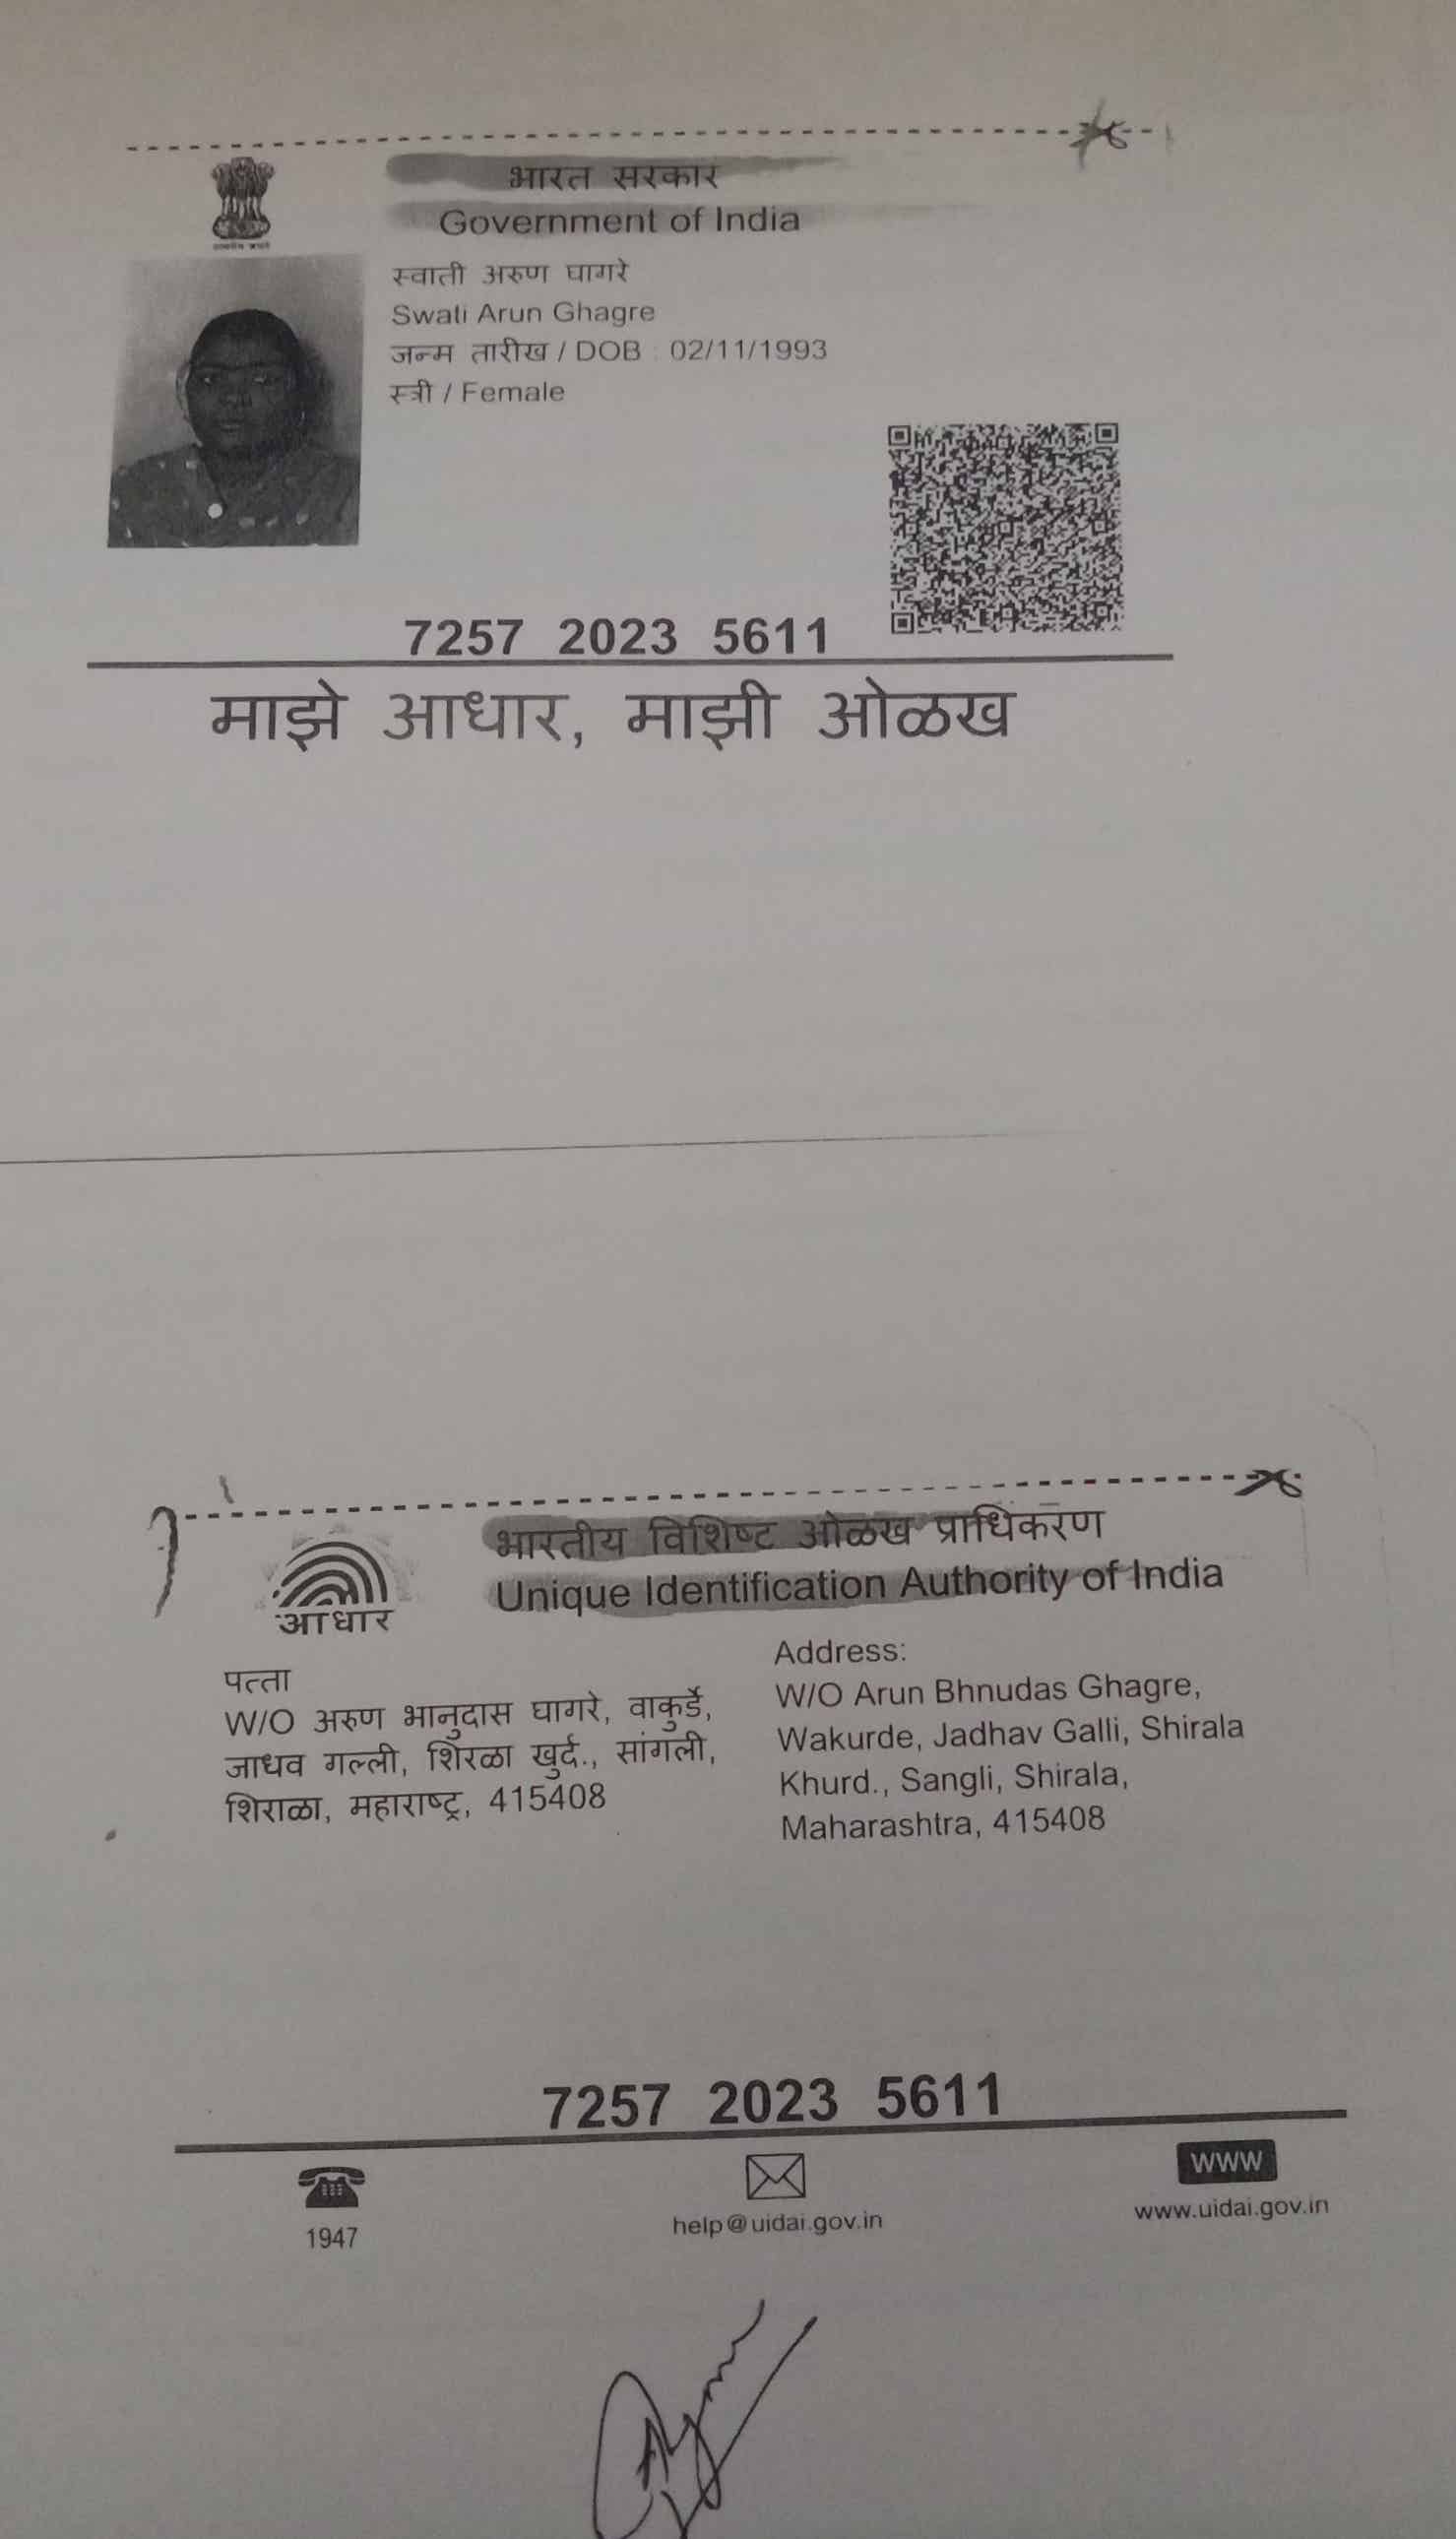 भारत सरकार
Government of India
स्वाती अरुण घागरे
Swati Arun Ghagre
जन्म तारीख / DOB : 02/11/1993
स्त्री / Female
7257 2023 5611
माझे आधार, माझी ओळख
भारतीय विशिष्ट ओळख प्राधिकरण
Unique Identification Authority of India
आधार
पत्ता
W/O अरुण भानुदास घागरे, वाकुर्डे,
जाधव गल्ली, शिरळा खुर्द., सांगली,
शिराळा, महाराष्ट्र, 415408
Address:
W/O Arun Bhnudas Ghagre,
Wakurde, Jadhav Galli, Shirala
Khurd., Sangli, Shirala,
Maharashtra, 415408
7257 2023 5611
1947
help@uidai.gov.in
WWW
www.uidai.gov.in